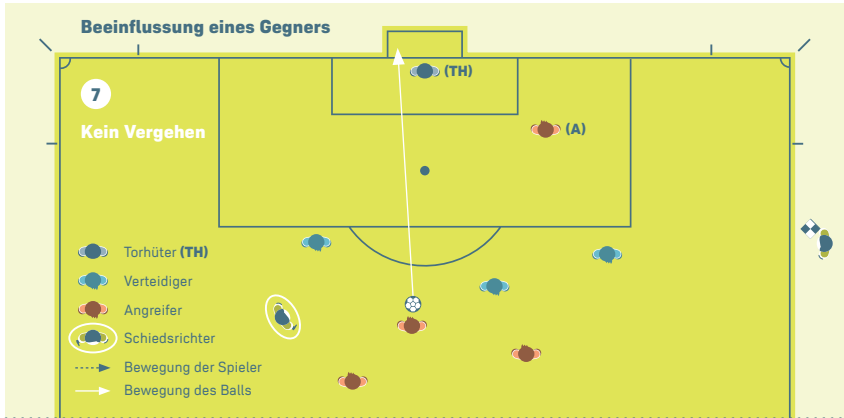 Beeinflussung eines Gegners
(TH)
7
(A)
Kein Vergehen
Torhüter (TH)
Verteidiger
Angreifer
Schiedsrichter
Bewegung der Spieler
Bewegung des Balls